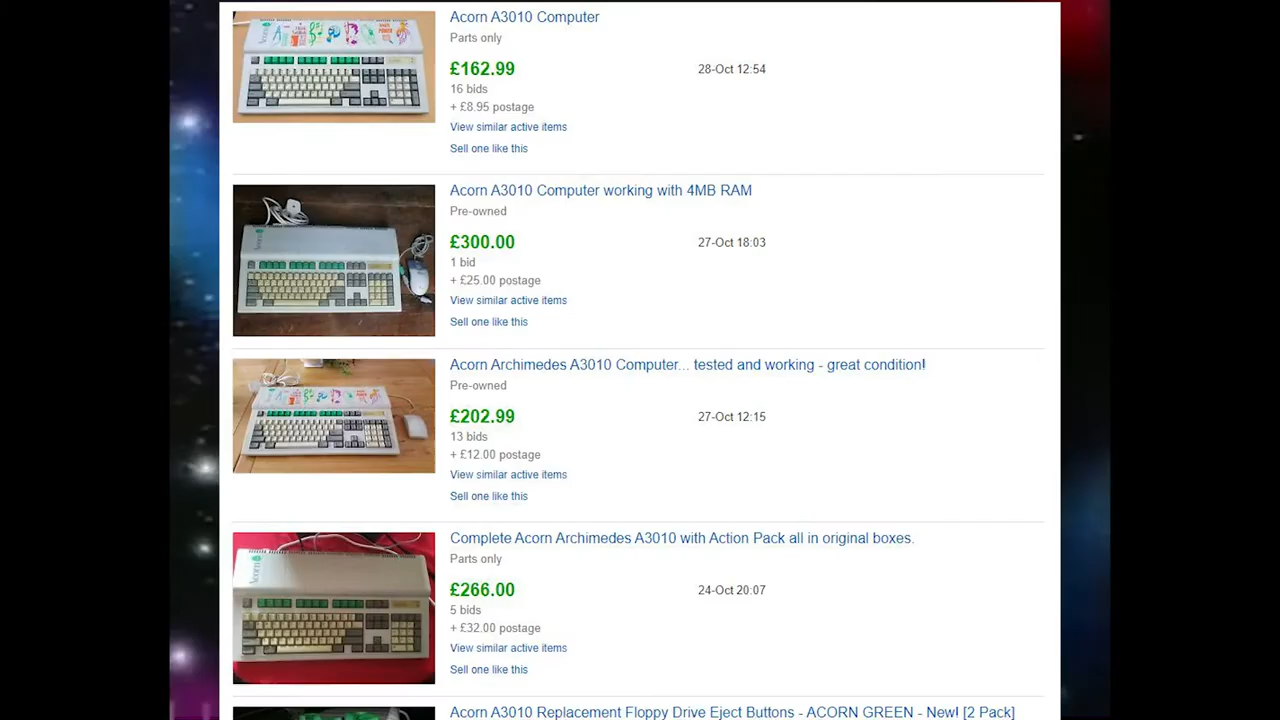 Acorn A3010 Computer
Parts only
£162.99
28-Oct 12:54
16 bids
+ £8.95 postage
View similar active items
Sell one like this
Acorn A3010 Computer working with 4MB RAM
Pre-owned
£300.00
27-Oct 18:03
1 bid
+ £25.00 postage
View similar active items
Sell one like this
Acorn Archimedes A3010 Computer... tested and working - great condition!
Pre-owned
£202.99
27-Oct 12:15
13 bids
+ £12.00 postage
View similar active items
Sell one like this
Acorn
Complete Acorn Archimedes A3010 with Action Pack all in original boxes.
Parts only
£266.00
24-Oct 20:07
5 bids
+ £32.00 postage
View similar active items
Sell one like this
Acorn A3010 Replacement Floppy Drive Eject Buttons - ACORN GREEN - New! [2 Pack]